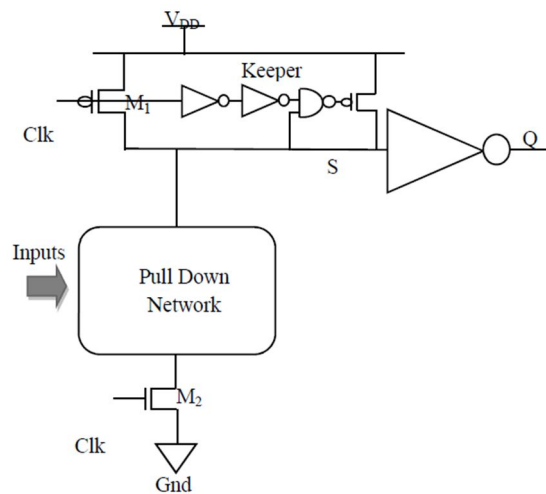 VDD
Keeper
M1
Clk
S
Q
Inputs
Pull Down
Network
M2
Clk
Gnd